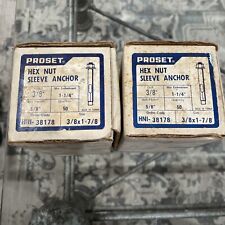 PROSET
HEX NUT
SLEEVE ANCHOR
3/8"
1-1/4"
5/8"
50
HNI-38178
3/8x1-7/8
PROSET
HEX NUT
SLEEVE ANCHOR
3/8"
1-1/4"
5/8"
50
HNI-38178
3/8x1-7/8